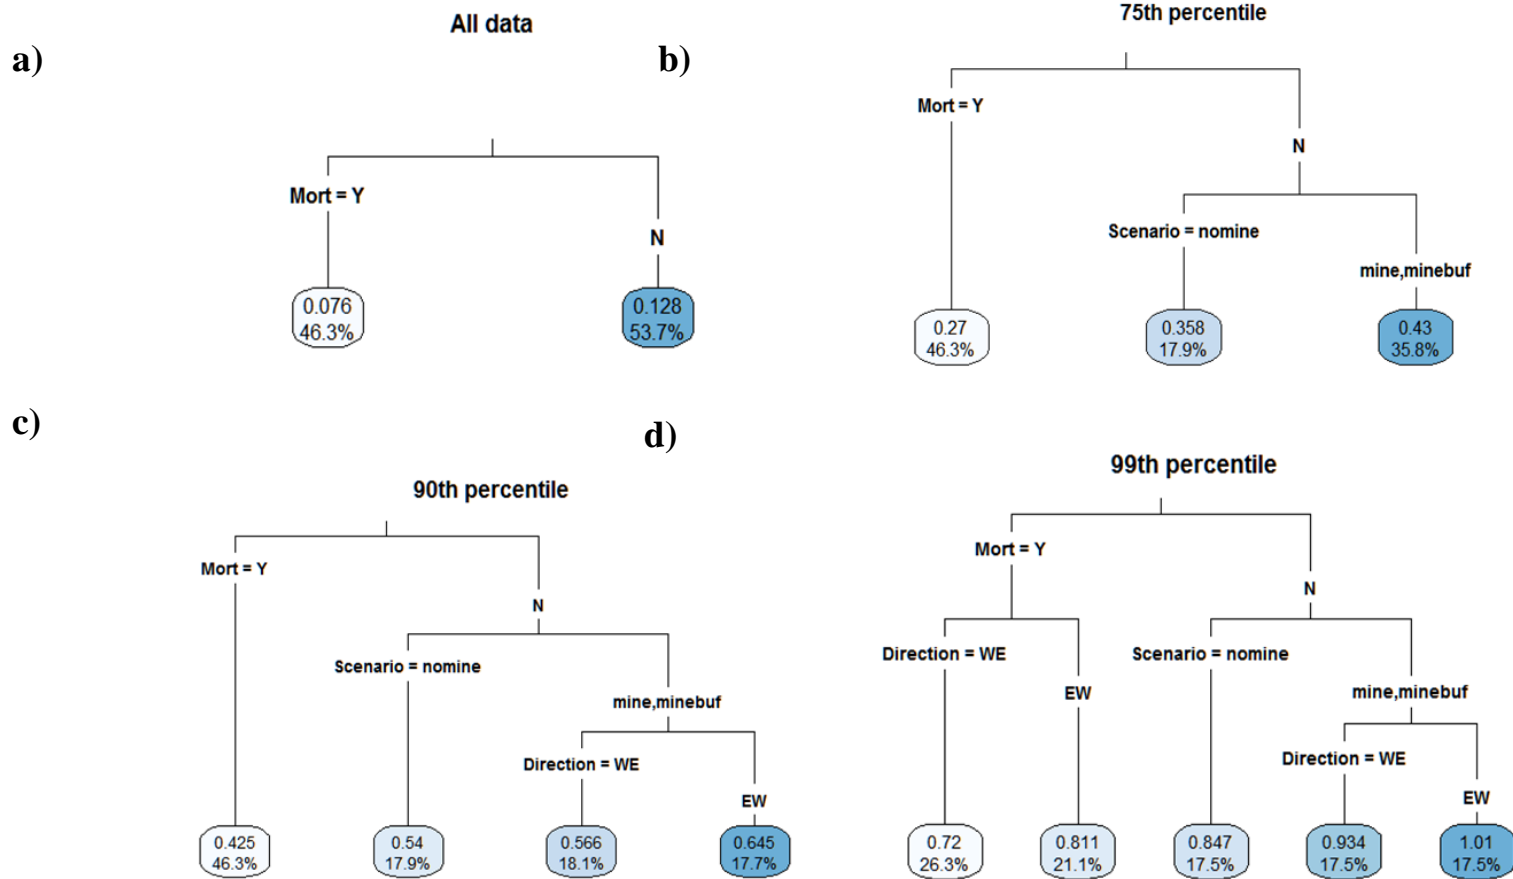 a)
All data
Mort = Y
N
0.076
46.3%
0.128
53.7%
b)
75th percentile
Mort = Y
N
Scenario = nomine
mine,minebuf
0.27
46.3%
0.358
17.9%
0.43
35.8%
c)
90th percentile
Mort = Y
N
Scenario = nomine
mine,minebuf
Direction = WE
EW
0.425
46.3%
0.54
17.9%
0.566
18.1%
0.645
17.7%
d)
99th percentile
Mort = Y
N
Direction = WE
EW
Scenario = nomine
mine,minebuf
Direction = WE
EW
0.72
26.3%
0.811
21.1%
0.847
17.5%
0.934
17.5%
1.01
17.5%